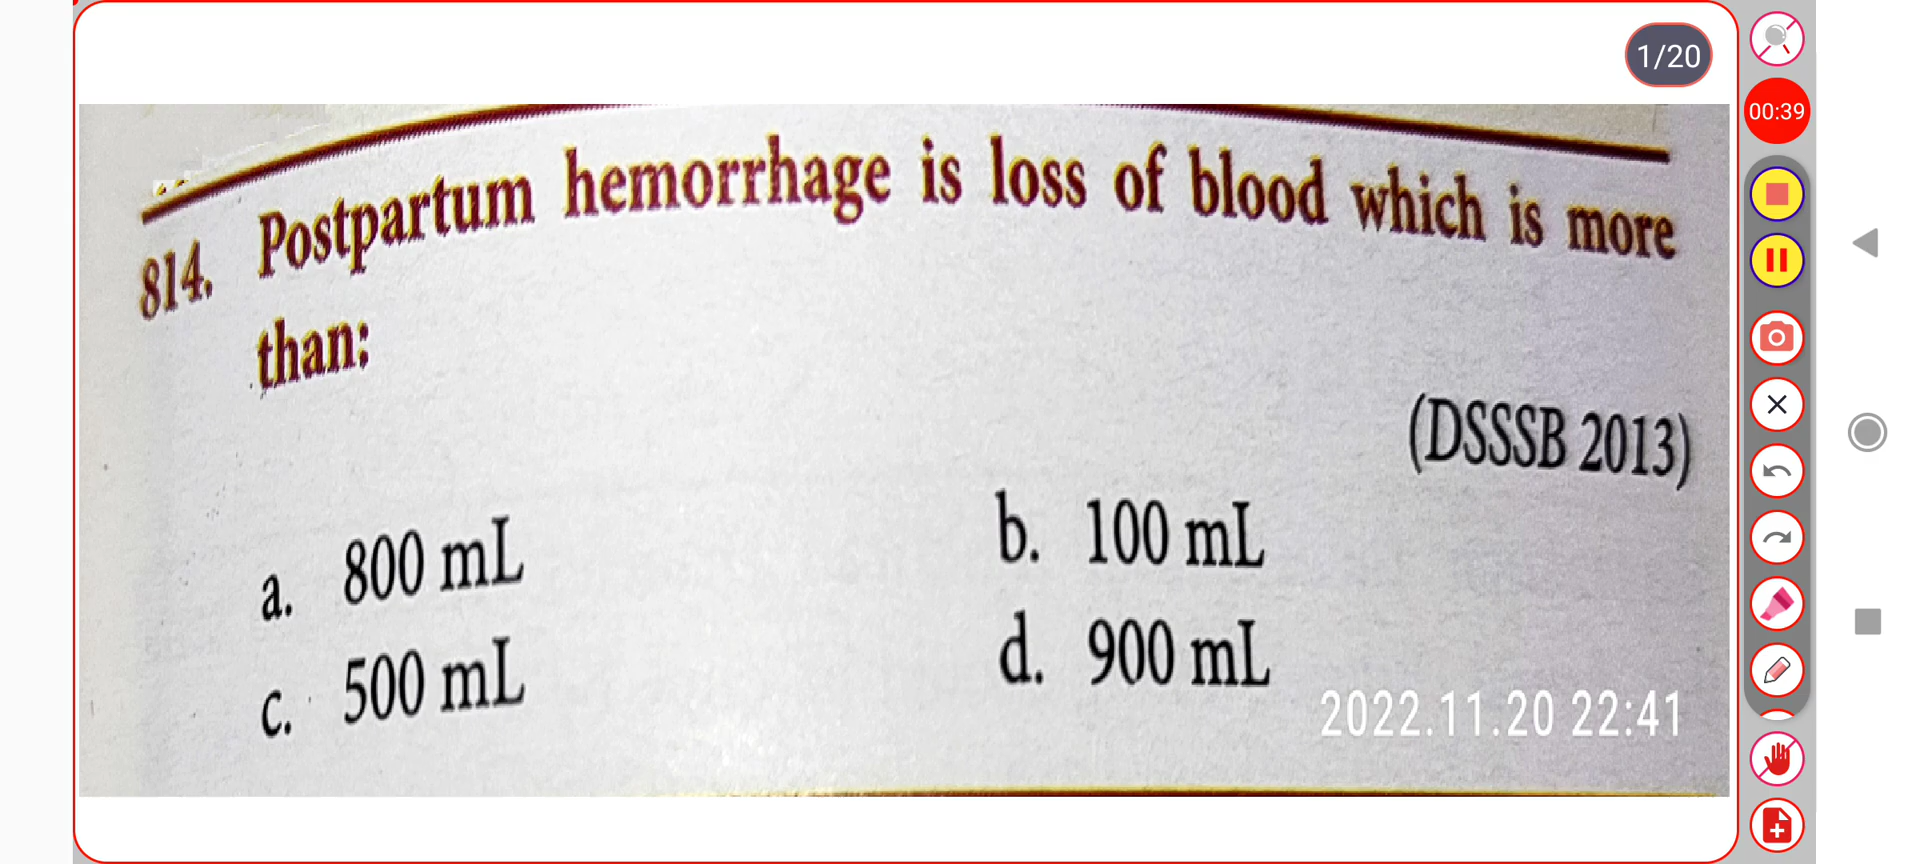 1/20
00:39
814. Postpartum hemorrhage is loss of blood which is more
than:
(DSSSB 2013)
a. 800 mL
b. 100 mL
c. 500 mL
d. 900 mL
2022.11.20 22:41